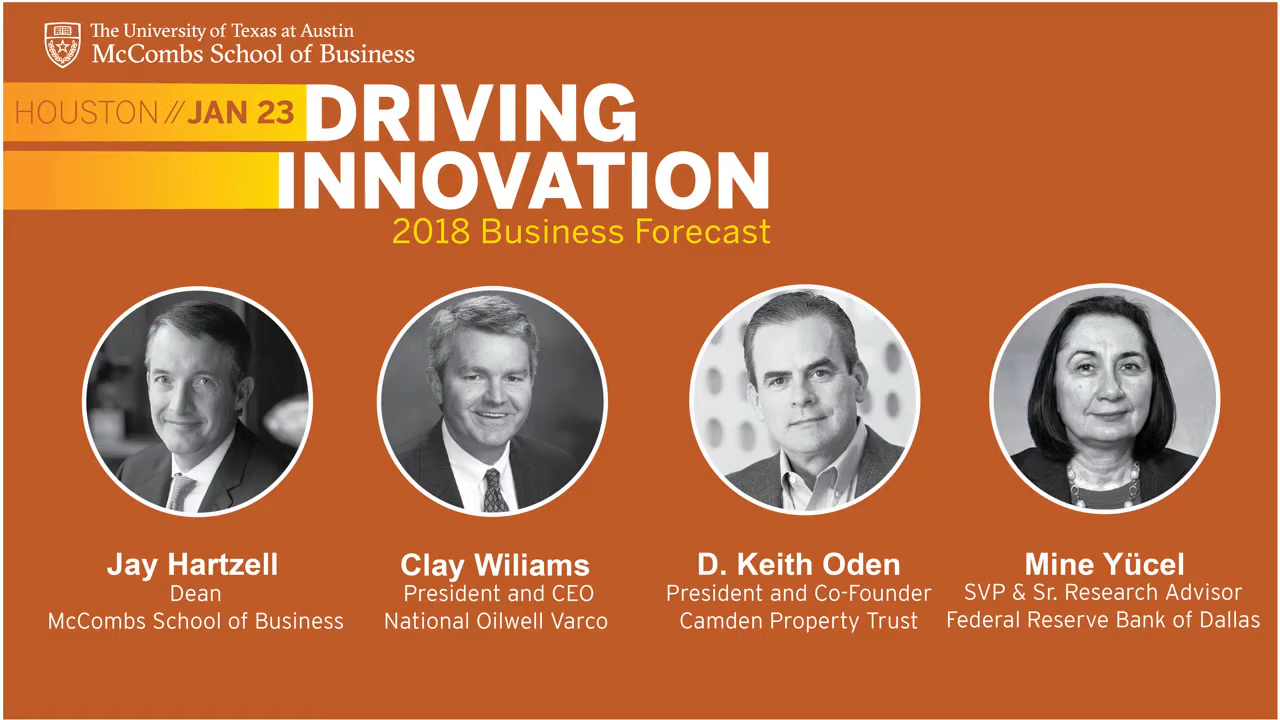 The University of Texas at Austin
McCombs School of Business
HOUSTON//JAN 23
DRIVING
INNOVATION
2018 Business Forecast
Jay Hartzell
Dean
McCombs School of Business
Clay Wiliams
President and CEO
National Oilwell Varco
D. Keith Oden
President and Co-Founder
Camden Property Trust
Mine Yücel
SVP & Sr. Research Advisor
Federal Reserve Bank of Dallas